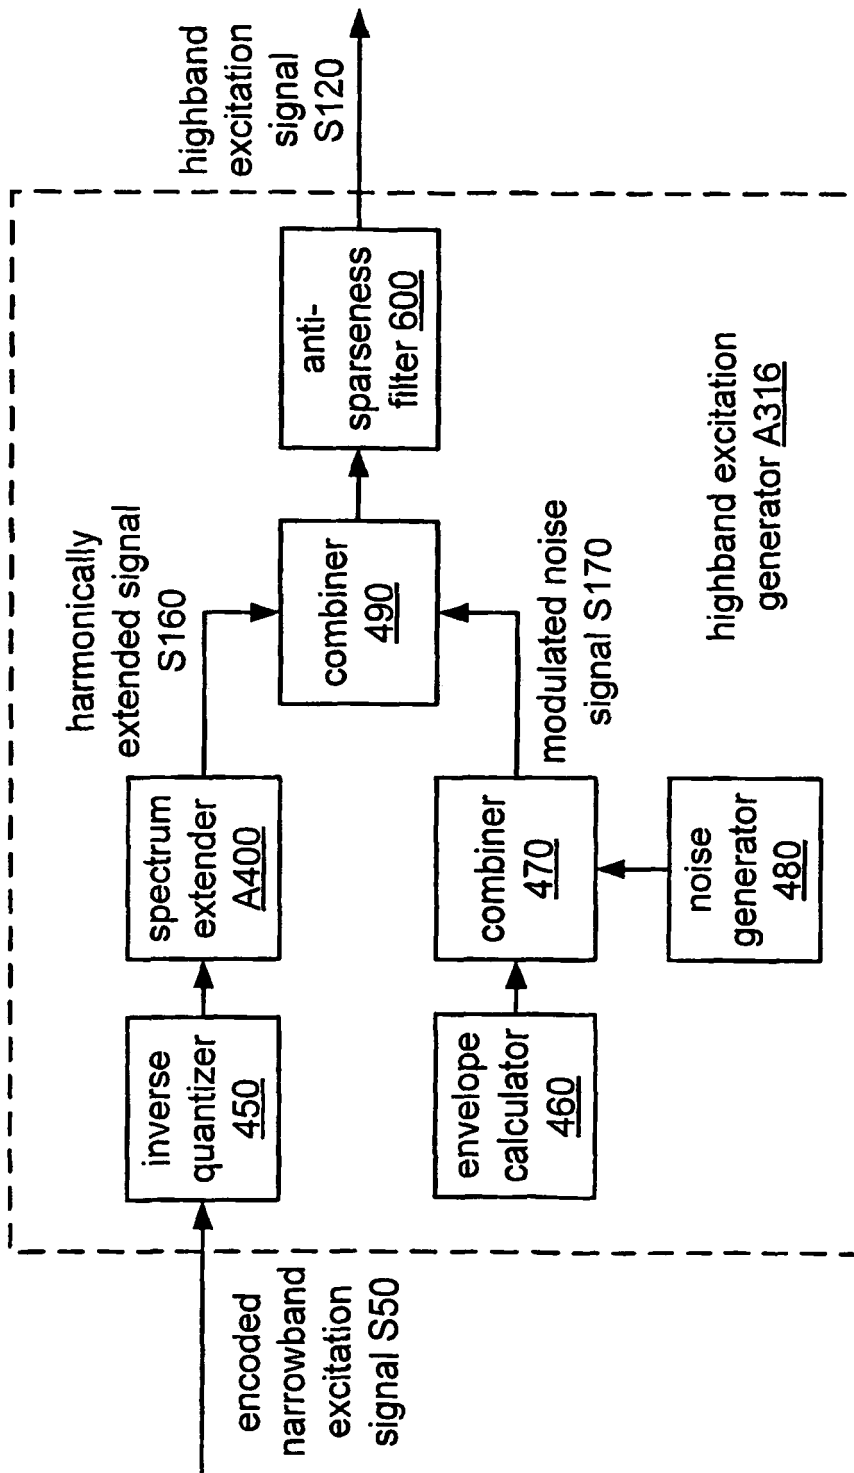 encoded
narrowband
excitation
signal S50
inverse
quantizer
450
spectrum
extender
A400
harmonically
extended signal
S160
combiner
490
anti-
sparseness
filter 600
highband
excitation
signal
S120
envelope
calculator
460
combiner
470
modulated noise
signal S170
noise
generator
480
highband excitation
generator A316